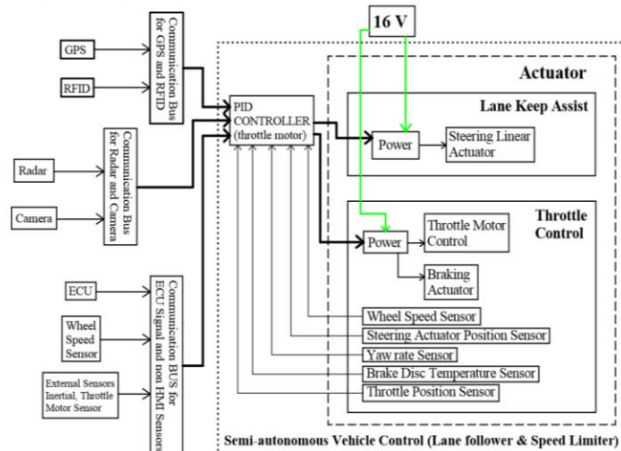 16 V
GPS
RFID
Communication Bus
for GPS and RFID
Radar
Camera
Communication Bus
for Radar and Camera
ECU
Wheel
Speed
Sensor
External Sensors
Inertial, Throttle
Motor Sensor
Communication BUS for
ECU Signal and non HMI Sensors
PID
CONTROLLER
(throttle motor)
Actuator
Lane Keep Assist
Power
Steering Linear
Actuator
Throttle
Control
Power
Throttle Motor
Control
Braking
Actuator
Wheel Speed Sensor
Steering Actuator Position Sensor
Yaw rate Sensor
Brake Disc Temperature Sensor
Throttle Position Sensor
Semi-autonomous Vehicle Control (Lane follower & Speed Limiter)